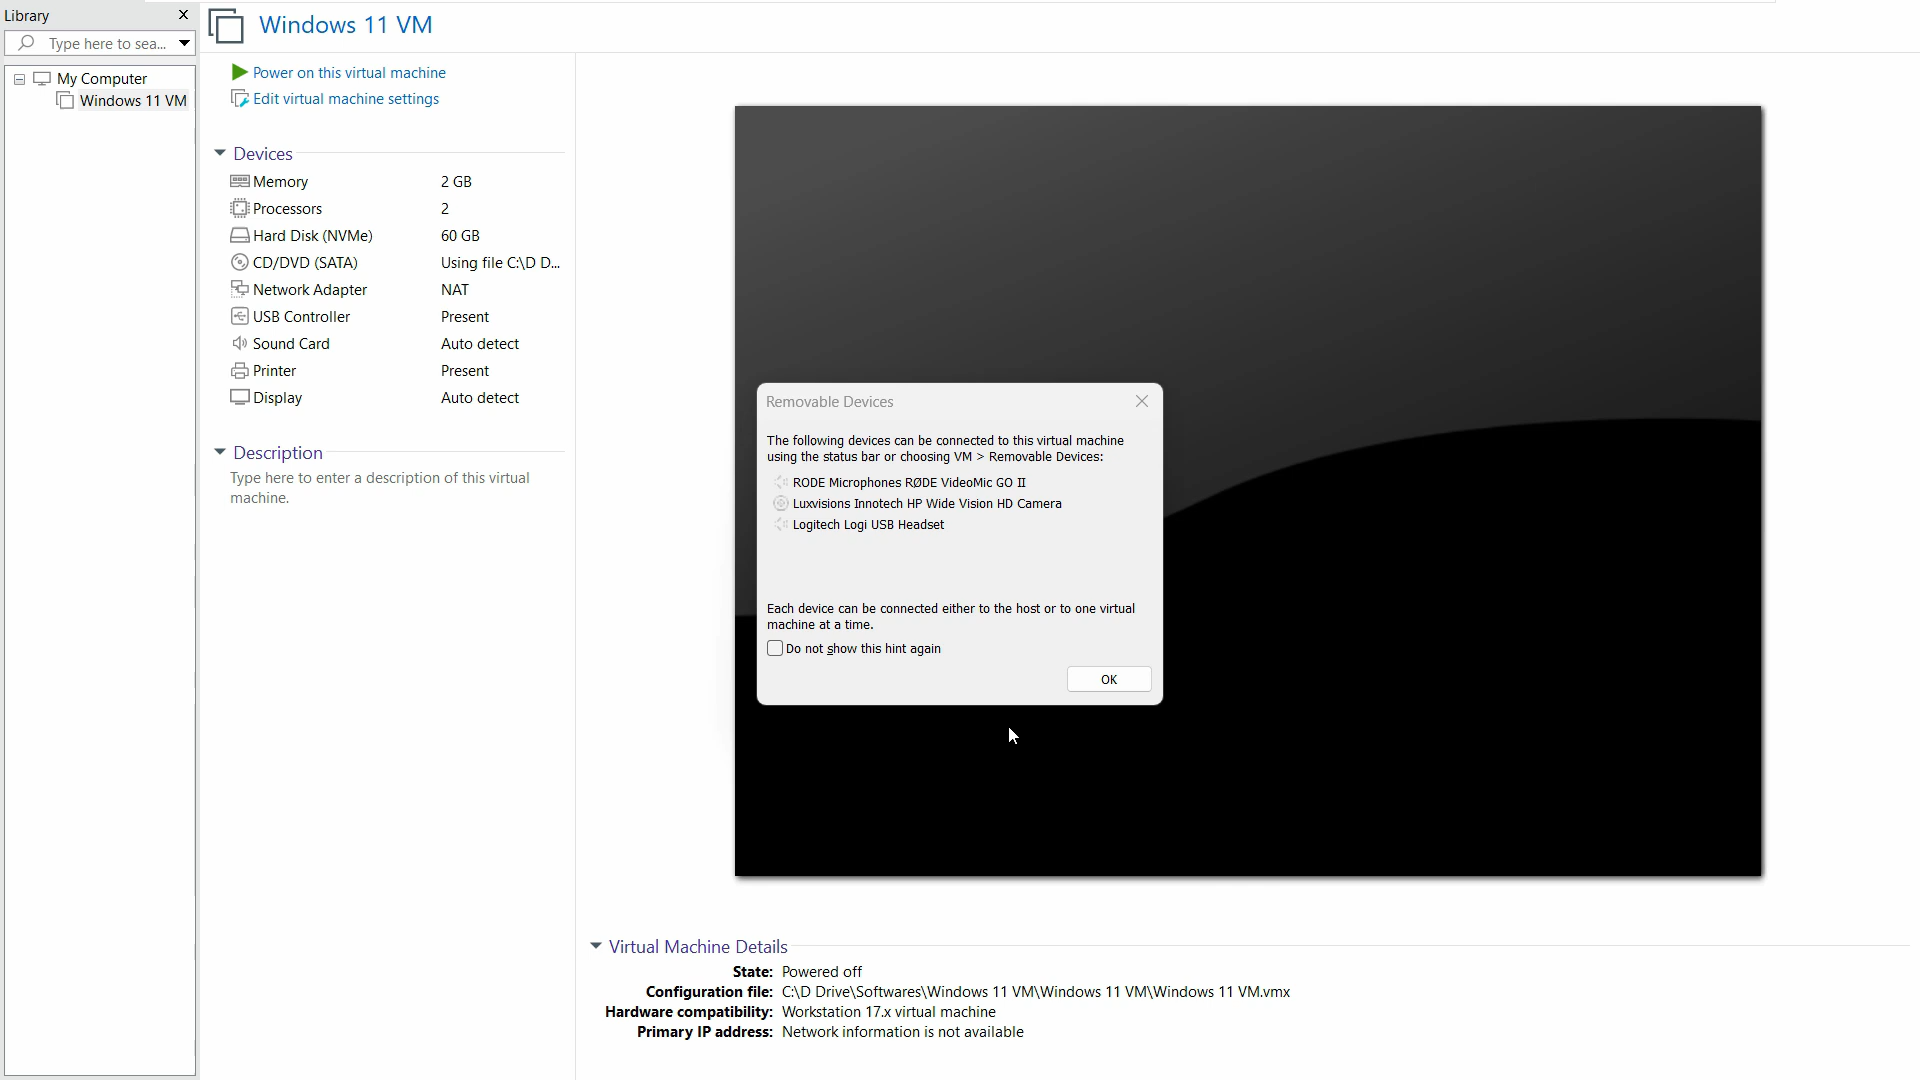 Library
Type here to sea...
My Computer
Windows 11 VM
Windows 11 VM
Power on this virtual machine
Edit virtual machine settings
Devices
Memory 2 GB
Processors 2
Hard Disk (NVMe) 60 GB
CD/DVD (SATA) Using file C:\D D...
Network Adapter NAT
USB Controller Present
Sound Card Auto detect
Printer Present
Display Auto detect
Description
Type here to enter a description of this virtual
machine.
Removable Devices
The following devices can be connected to this virtual machine
using the status bar or choosing VM > Removable Devices:
RODE Microphones RØDE VideoMic GO II
Luxvisions Innotech HP Wide Vision HD Camera
Logitech Logi USB Headset
Each device can be connected either to the host or to one virtual
machine at a time.
Do not show this hint again
OK
Virtual Machine Details
State: Powered off
Configuration file: C:\D Drive\Softwares\Windows 11 VM\Windows 11 VM\Windows 11 VM.vmx
Hardware compatibility: Workstation 17.x virtual machine
Primary IP address: Network information is not available